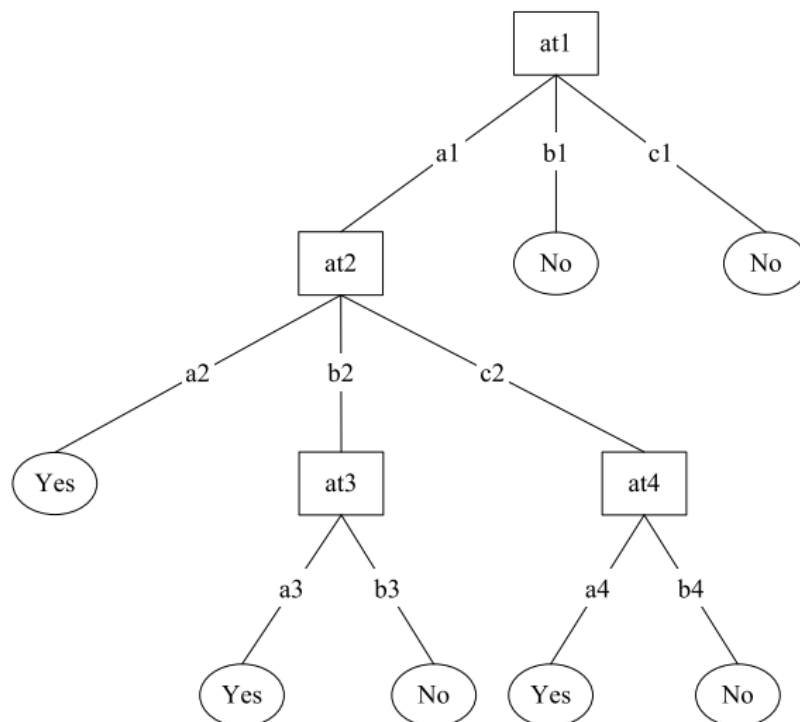 at1
a1 b1 c1
at2 No No
a2 b2 c2
Yes at3 at4
a3 b3 a4 b4
Yes No Yes No